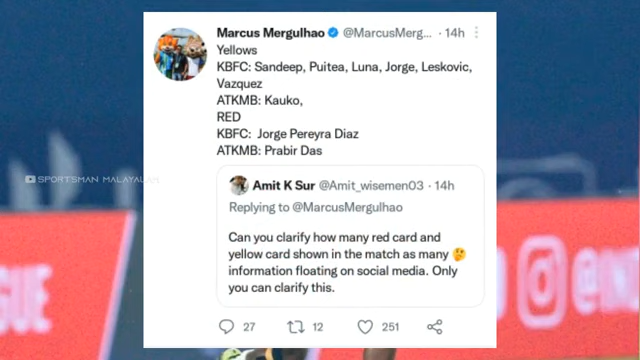 Marcus Mergulhao @MarcusMerg... · 14h
Yellows
KBFC: Sandeep, Puitea, Luna, Jorge, Leskovic,
Vazquez
ATKMB: Kauko,
RED
KBFC: Jorge Pereyra Diaz
ATKMB: Prabir Das
Amit K Sur @Amit_wisemen03 · 14h
Replying to @MarcusMergulhao
Can you clarify how many red card and
yellow card shown in the match as many 🤔
information floating on social media. Only
you can clarify this.
27 12 251
SPORTSMAN MALAYALAM
GUE
@IN